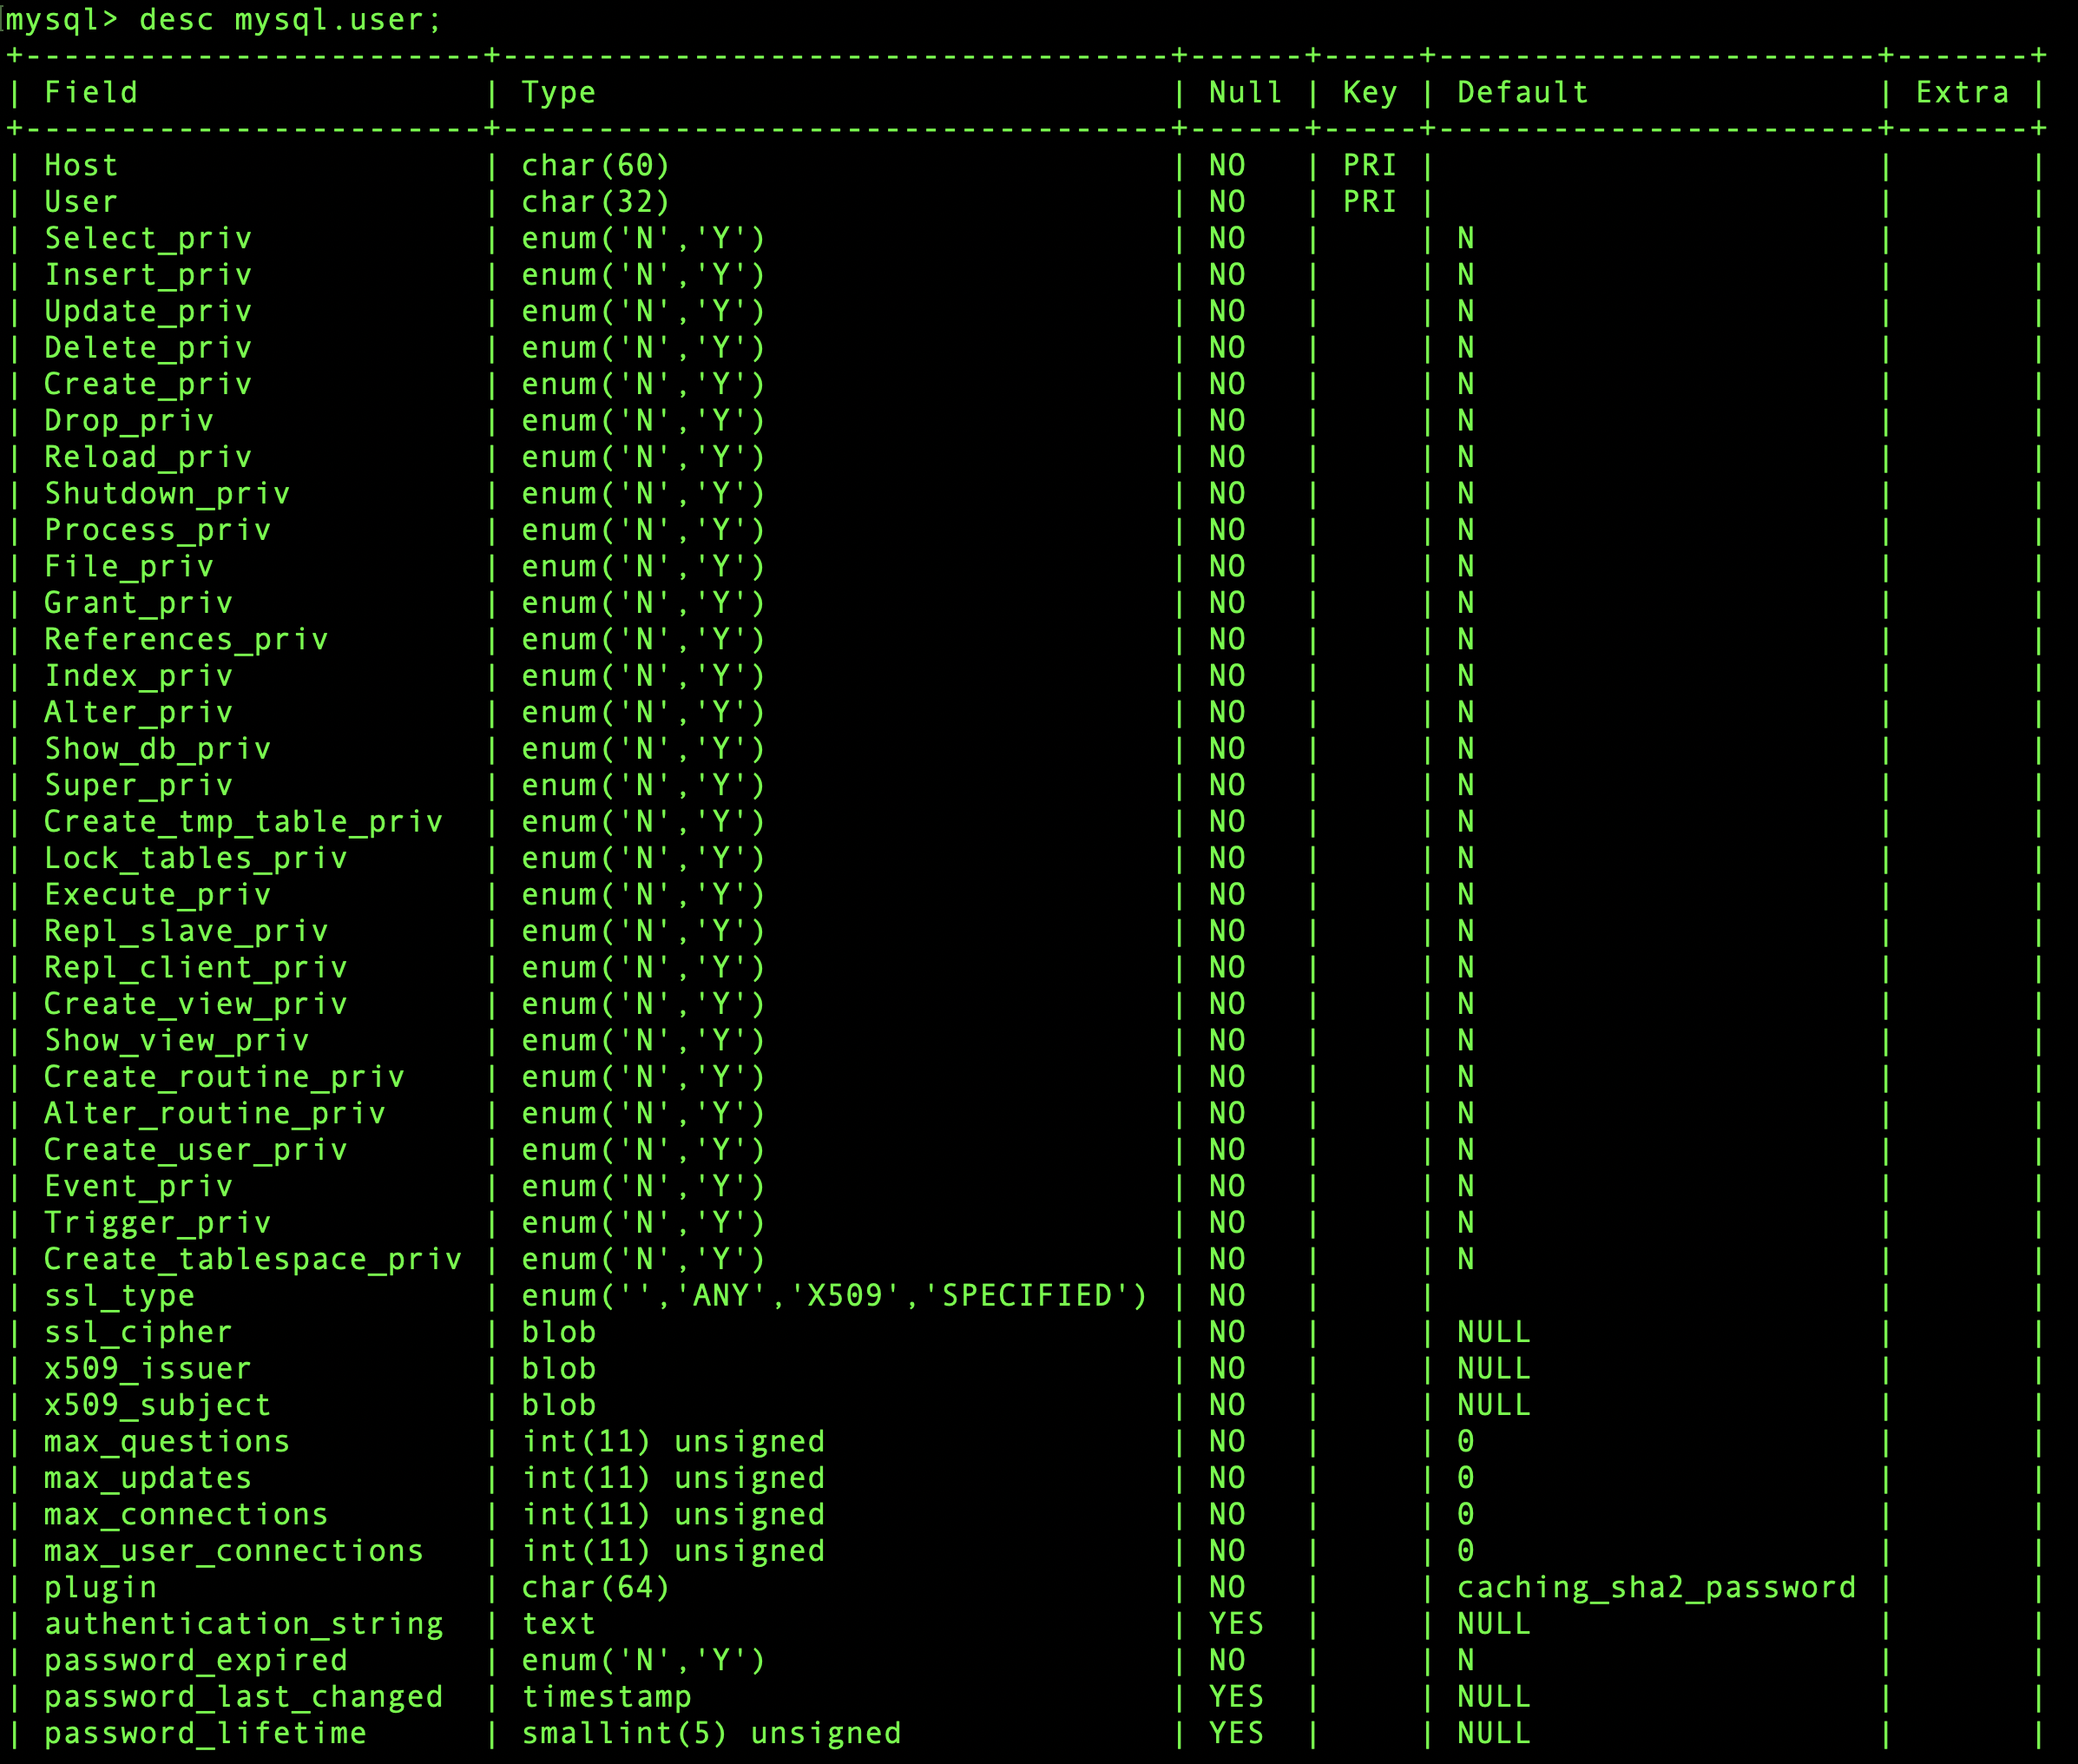 mysql> desc mysql.user;
+------------------------+-----------------------------------+------+-----+-----------------------+-------+
| Field                  | Type                              | Null | Key | Default               | Extra |
+------------------------+-----------------------------------+------+-----+-----------------------+-------+
| Host                   | char(60)                          | NO   | PRI |                       |       |
| User                   | char(32)                          | NO   | PRI |                       |       |
| Select_priv            | enum('N','Y')                     | NO   |     | N                     |       |
| Insert_priv            | enum('N','Y')                     | NO   |     | N                     |       |
| Update_priv            | enum('N','Y')                     | NO   |     | N                     |       |
| Delete_priv            | enum('N','Y')                     | NO   |     | N                     |       |
| Create_priv            | enum('N','Y')                     | NO   |     | N                     |       |
| Drop_priv              | enum('N','Y')                     | NO   |     | N                     |       |
| Reload_priv            | enum('N','Y')                     | NO   |     | N                     |       |
| Shutdown_priv          | enum('N','Y')                     | NO   |     | N                     |       |
| Process_priv           | enum('N','Y')                     | NO   |     | N                     |       |
| File_priv              | enum('N','Y')                     | NO   |     | N                     |       |
| Grant_priv             | enum('N','Y')                     | NO   |     | N                     |       |
| References_priv        | enum('N','Y')                     | NO   |     | N                     |       |
| Index_priv             | enum('N','Y')                     | NO   |     | N                     |       |
| Alter_priv             | enum('N','Y')                     | NO   |     | N                     |       |
| Show_db_priv           | enum('N','Y')                     | NO   |     | N                     |       |
| Super_priv             | enum('N','Y')                     | NO   |     | N                     |       |
| Create_tmp_table_priv  | enum('N','Y')                     | NO   |     | N                     |       |
| Lock_tables_priv       | enum('N','Y')                     | NO   |     | N                     |       |
| Execute_priv           | enum('N','Y')                     | NO   |     | N                     |       |
| Repl_slave_priv        | enum('N','Y')                     | NO   |     | N                     |       |
| Repl_client_priv       | enum('N','Y')                     | NO   |     | N                     |       |
| Create_view_priv       | enum('N','Y')                     | NO   |     | N                     |       |
| Show_view_priv         | enum('N','Y')                     | NO   |     | N                     |       |
| Create_routine_priv    | enum('N','Y')                     | NO   |     | N                     |       |
| Alter_routine_priv     | enum('N','Y')                     | NO   |     | N                     |       |
| Create_user_priv       | enum('N','Y')                     | NO   |     | N                     |       |
| Event_priv             | enum('N','Y')                     | NO   |     | N                     |       |
| Trigger_priv           | enum('N','Y')                     | NO   |     | N                     |       |
| Create_tablespace_priv | enum('N','Y')                     | NO   |     | N                     |       |
| ssl_type               | enum('','ANY','X509','SPECIFIED') | NO   |     |                       |       |
| ssl_cipher             | blob                              | NO   |     | NULL                  |       |
| x509_issuer            | blob                              | NO   |     | NULL                  |       |
| x509_subject           | blob                              | NO   |     | NULL                  |       |
| max_questions          | int(11) unsigned                  | NO   |     | 0                     |       |
| max_updates            | int(11) unsigned                  | NO   |     | 0                     |       |
| max_connections        | int(11) unsigned                  | NO   |     | 0                     |       |
| max_user_connections   | int(11) unsigned                  | NO   |     | 0                     |       |
| plugin                 | char(64)                          | NO   |     | caching_sha2_password |       |
| authentication_string  | text                              | YES  |     | NULL                  |       |
| password_expired       | enum('N','Y')                     | NO   |     | N                     |       |
| password_last_changed  | timestamp                         | YES  |     | NULL                  |       |
| password_lifetime      | smallint(5) unsigned              | YES  |     | NULL                  |       |